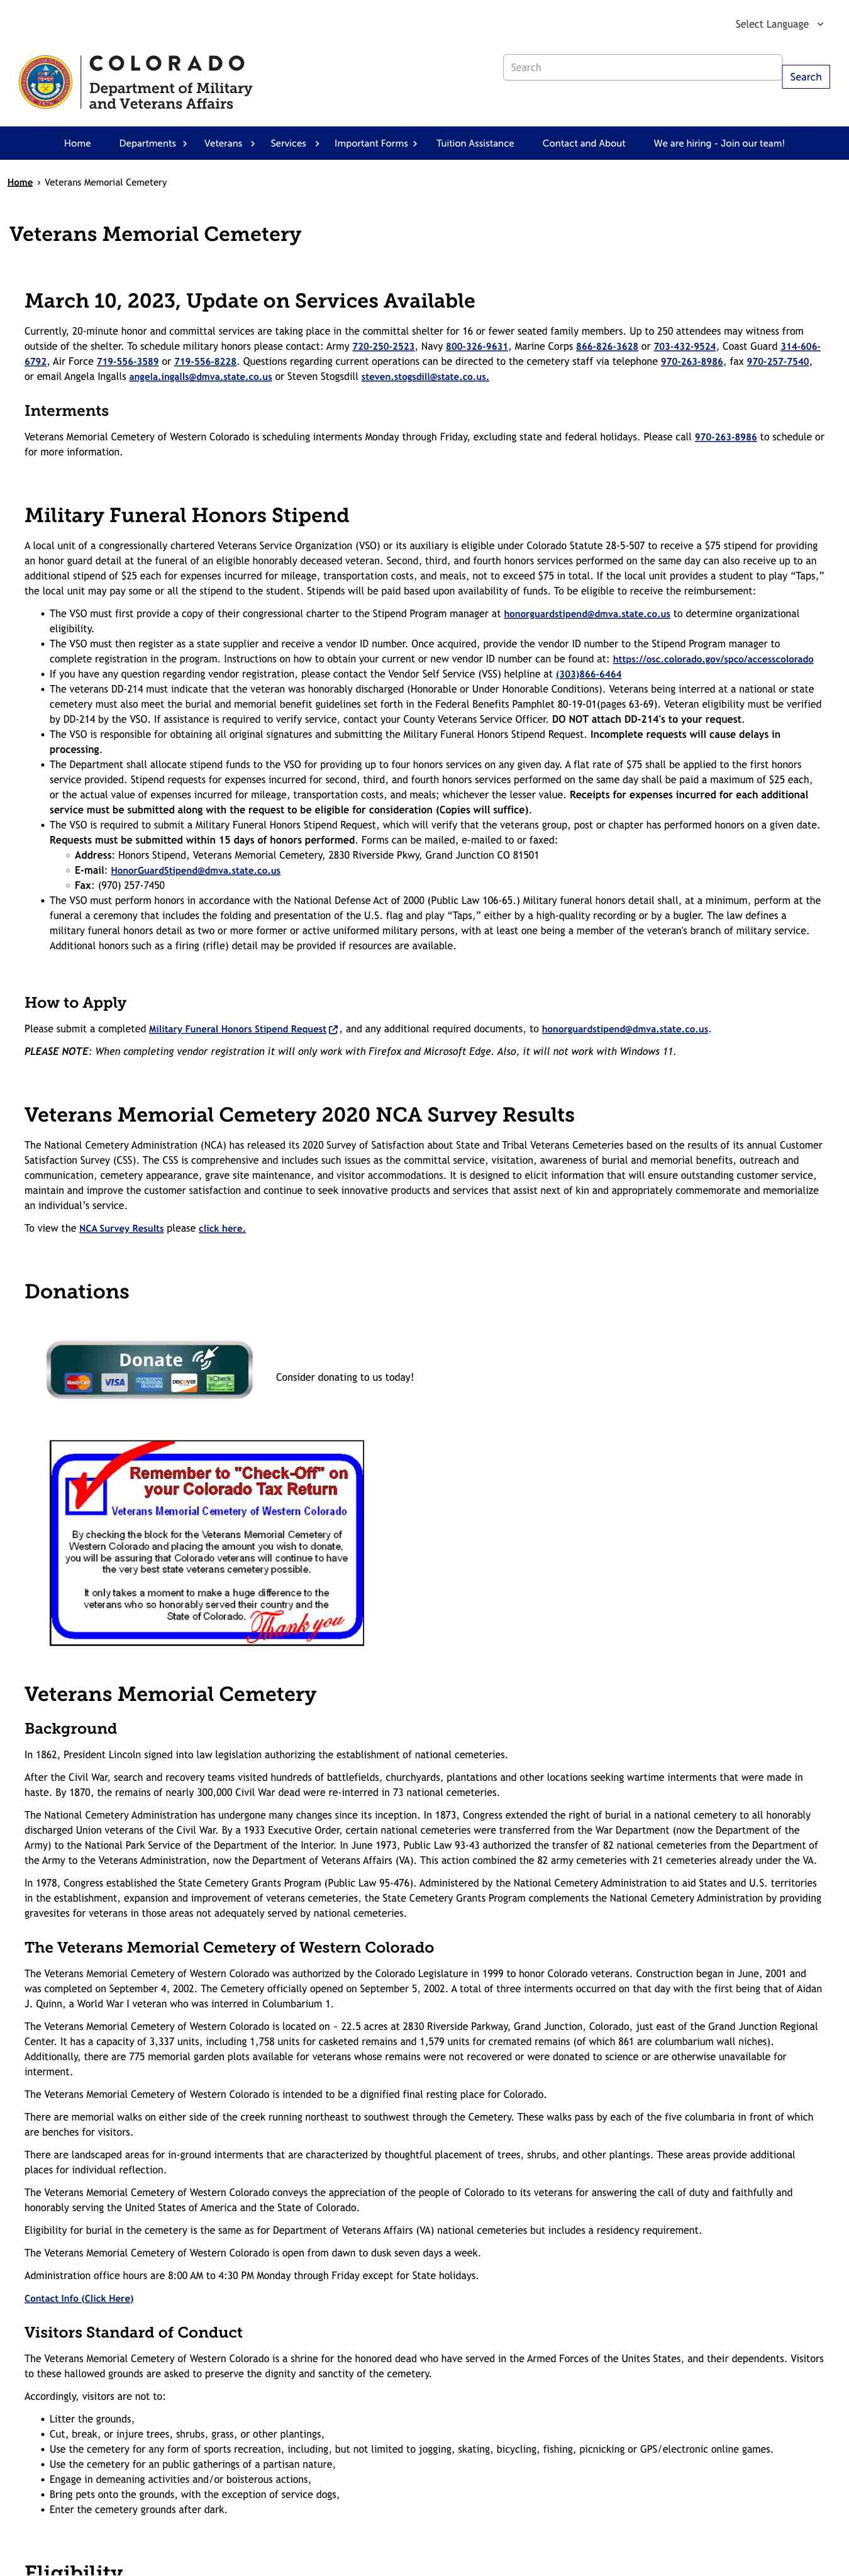 Select Language
COLORADO
Department of Military
and Veterans Affairs
Search
Search
Home Departments Veterans Services Important Forms Tuition Assistance Contact and About We are hiring - Join our team!
Home › Veterans Memorial Cemetery
Veterans Memorial Cemetery
March 10, 2023, Update on Services Available
Currently, 20-minute honor and committal services are taking place in the committal shelter for 16 or fewer seated family members. Up to 250 attendees may witness from
outside of the shelter. To schedule military honors please contact: Army 720-250-2523, Navy 800-326-9631, Marine Corps 866-826-3628 or 703-432-9524, Coast Guard 314-606-
6792, Air Force 719-556-3589 or 719-556-8228. Questions regarding current operations can be directed to the cemetery staff via telephone 970-263-8986, fax 970-257-7540,
or email Angela Ingalls angela.ingalls@dmva.state.co.us or Steven Stogsdill steven.stogsdill@state.co.us.
Interments
Veterans Memorial Cemetery of Western Colorado is scheduling interments Monday through Friday, excluding state and federal holidays. Please call 970-263-8986 to schedule or
for more information.
Military Funeral Honors Stipend
A local unit of a congressionally chartered Veterans Service Organization (VSO) or its auxiliary is eligible under Colorado Statute 28-5-507 to receive a $75 stipend for providing
an honor guard detail at the funeral of an eligible honorably deceased veteran. Second, third, and fourth honors services performed on the same day can also receive up to an
additional stipend of $25 each for expenses incurred for mileage, transportation costs, and meals, not to exceed $75 in total. If the local unit provides a student to play “Taps,”
the local unit may pay some or all the stipend to the student. Stipends will be paid based upon availability of funds. To be eligible to receive the reimbursement:
• The VSO must first provide a copy of their congressional charter to the Stipend Program manager at honorguardstipend@dmva.state.co.us to determine organizational
eligibility.
• The VSO must then register as a state supplier and receive a vendor ID number. Once acquired, provide the vendor ID number to the Stipend Program manager to
complete registration in the program. Instructions on how to obtain your current or new vendor ID number can be found at: https://osc.colorado.gov/spco/accesscolorado
• If you have any question regarding vendor registration, please contact the Vendor Self Service (VSS) helpline at (303)866-6464
• The veterans DD-214 must indicate that the veteran was honorably discharged (Honorable or Under Honorable Conditions). Veterans being interred at a national or state
cemetery must also meet the burial and memorial benefit guidelines set forth in the Federal Benefits Pamphlet 80-19-01(pages 63-69). Veteran eligibility must be verified
by DD-214 by the VSO. If assistance is required to verify service, contact your County Veterans Service Officer. DO NOT attach DD-214's to your request.
• The VSO is responsible for obtaining all original signatures and submitting the Military Funeral Honors Stipend Request. Incomplete requests will cause delays in
processing.
• The Department shall allocate stipend funds to the VSO for providing up to four honors services on any given day. A flat rate of $75 shall be applied to the first honors
service provided. Stipend requests for expenses incurred for second, third, and fourth honors services performed on the same day shall be paid a maximum of $25 each,
or the actual value of expenses incurred for mileage, transportation costs, and meals; whichever the lesser value. Receipts for expenses incurred for each additional
service must be submitted along with the request to be eligible for consideration (Copies will suffice).
• The VSO is required to submit a Military Funeral Honors Stipend Request, which will verify that the veterans group, post or chapter has performed honors on a given date.
Requests must be submitted within 15 days of honors performed. Forms can be mailed, e-mailed to or faxed:
◦ Address: Honors Stipend, Veterans Memorial Cemetery, 2830 Riverside Pkwy, Grand Junction CO 81501
◦ E-mail: HonorGuardStipend@dmva.state.co.us
◦ Fax: (970) 257-7450
• The VSO must perform honors in accordance with the National Defense Act of 2000 (Public Law 106-65.) Military funeral honors detail shall, at a minimum, perform at the
funeral a ceremony that includes the folding and presentation of the U.S. flag and play “Taps,” either by a high-quality recording or by a bugler. The law defines a
military funeral honors detail as two or more former or active uniformed military persons, with at least one being a member of the veteran's branch of military service.
Additional honors such as a firing (rifle) detail may be provided if resources are available.
How to Apply
Please submit a completed Military Funeral Honors Stipend Request, and any additional required documents, to honorguardstipend@dmva.state.co.us.
PLEASE NOTE: When completing vendor registration it will only work with Firefox and Microsoft Edge. Also, it will not work with Windows 11.
Veterans Memorial Cemetery 2020 NCA Survey Results
The National Cemetery Administration (NCA) has released its 2020 Survey of Satisfaction about State and Tribal Veterans Cemeteries based on the results of its annual Customer
Satisfaction Survey (CSS). The CSS is comprehensive and includes such issues as the committal service, visitation, awareness of burial and memorial benefits, outreach and
communication, cemetery appearance, grave site maintenance, and visitor accommodations. It is designed to elicit information that will ensure outstanding customer service,
maintain and improve the customer satisfaction and continue to seek innovative products and services that assist next of kin and appropriately commemorate and memorialize
an individual’s service.
To view the NCA Survey Results please click here.
Donations
Donate
MasterCard VISA DISCOVER eCheck
Consider donating to us today!
Remember to "Check-Off" on
your Colorado Tax Return
Veterans Memorial Cemetery of Western Colorado
By checking the block for the Veterans Memorial Cemetery of
Western Colorado and placing the amount you wish to donate,
you will be assuring that Colorado veterans will continue to have
the very best state veterans cemetery possible.
It only takes a moment to make a huge difference to the
veterans who so honorably served their country and the
State of Colorado.
Thank you
Veterans Memorial Cemetery
Background
In 1862, President Lincoln signed into law legislation authorizing the establishment of national cemeteries.
After the Civil War, search and recovery teams visited hundreds of battlefields, churchyards, plantations and other locations seeking wartime interments that were made in
haste. By 1870, the remains of nearly 300,000 Civil War dead were re-interred in 73 national cemeteries.
The National Cemetery Administration has undergone many changes since its inception. In 1873, Congress extended the right of burial in a national cemetery to all honorably
discharged Union veterans of the Civil War. By a 1933 Executive Order, certain national cemeteries were transferred from the War Department (now the Department of the
Army) to the National Park Service of the Department of the Interior. In June 1973, Public Law 93-43 authorized the transfer of 82 national cemeteries from the Department of
the Army to the Veterans Administration, now the Department of Veterans Affairs (VA). This action combined the 82 army cemeteries with 21 cemeteries already under the VA.
In 1978, Congress established the State Cemetery Grants Program (Public Law 95-476). Administered by the National Cemetery Administration to aid States and U.S. territories
in the establishment, expansion and improvement of veterans cemeteries, the State Cemetery Grants Program complements the National Cemetery Administration by providing
gravesites for veterans in those areas not adequately served by national cemeteries.
The Veterans Memorial Cemetery of Western Colorado
The Veterans Memorial Cemetery of Western Colorado was authorized by the Colorado Legislature in 1999 to honor Colorado veterans. Construction began in June, 2001 and
was completed on September 4, 2002. The Cemetery officially opened on September 5, 2002. A total of three interments occurred on that day with the first being that of Aidan
J. Quinn, a World War I veteran who was interred in Columbarium 1.
The Veterans Memorial Cemetery of Western Colorado is located on ~ 22.5 acres at 2830 Riverside Parkway, Grand Junction, Colorado, just east of the Grand Junction Regional
Center. It has a capacity of 3,337 units, including 1,758 units for casketed remains and 1,579 units for cremated remains (of which 861 are columbarium wall niches).
Additionally, there are 775 memorial garden plots available for veterans whose remains were not recovered or were donated to science or are otherwise unavailable for
interment.
The Veterans Memorial Cemetery of Western Colorado is intended to be a dignified final resting place for Colorado.
There are memorial walks on either side of the creek running northeast to southwest through the Cemetery. These walks pass by each of the five columbaria in front of which
are benches for visitors.
There are landscaped areas for in-ground interments that are characterized by thoughtful placement of trees, shrubs, and other plantings. These areas provide additional
places for individual reflection.
The Veterans Memorial Cemetery of Western Colorado conveys the appreciation of the people of Colorado to its veterans for answering the call of duty and faithfully and
honorably serving the United States of America and the State of Colorado.
Eligibility for burial in the cemetery is the same as for Department of Veterans Affairs (VA) national cemeteries but includes a residency requirement.
The Veterans Memorial Cemetery of Western Colorado is open from dawn to dusk seven days a week.
Administration office hours are 8:00 AM to 4:30 PM Monday through Friday except for State holidays.
Contact Info (Click Here)
Visitors Standard of Conduct
The Veterans Memorial Cemetery of Western Colorado is a shrine for the honored dead who have served in the Armed Forces of the Unites States, and their dependents. Visitors
to these hallowed grounds are asked to preserve the dignity and sanctity of the cemetery.
Accordingly, visitors are not to:
• Litter the grounds,
• Cut, break, or injure trees, shrubs, grass, or other plantings,
• Use the cemetery for any form of sports recreation, including, but not limited to jogging, skating, bicycling, fishing, picnicking or GPS/electronic online games.
• Use the cemetery for an public gatherings of a partisan nature,
• Engage in demeaning activities and/or boisterous actions,
• Bring pets onto the grounds, with the exception of service dogs,
• Enter the cemetery grounds after dark.
Eligibility